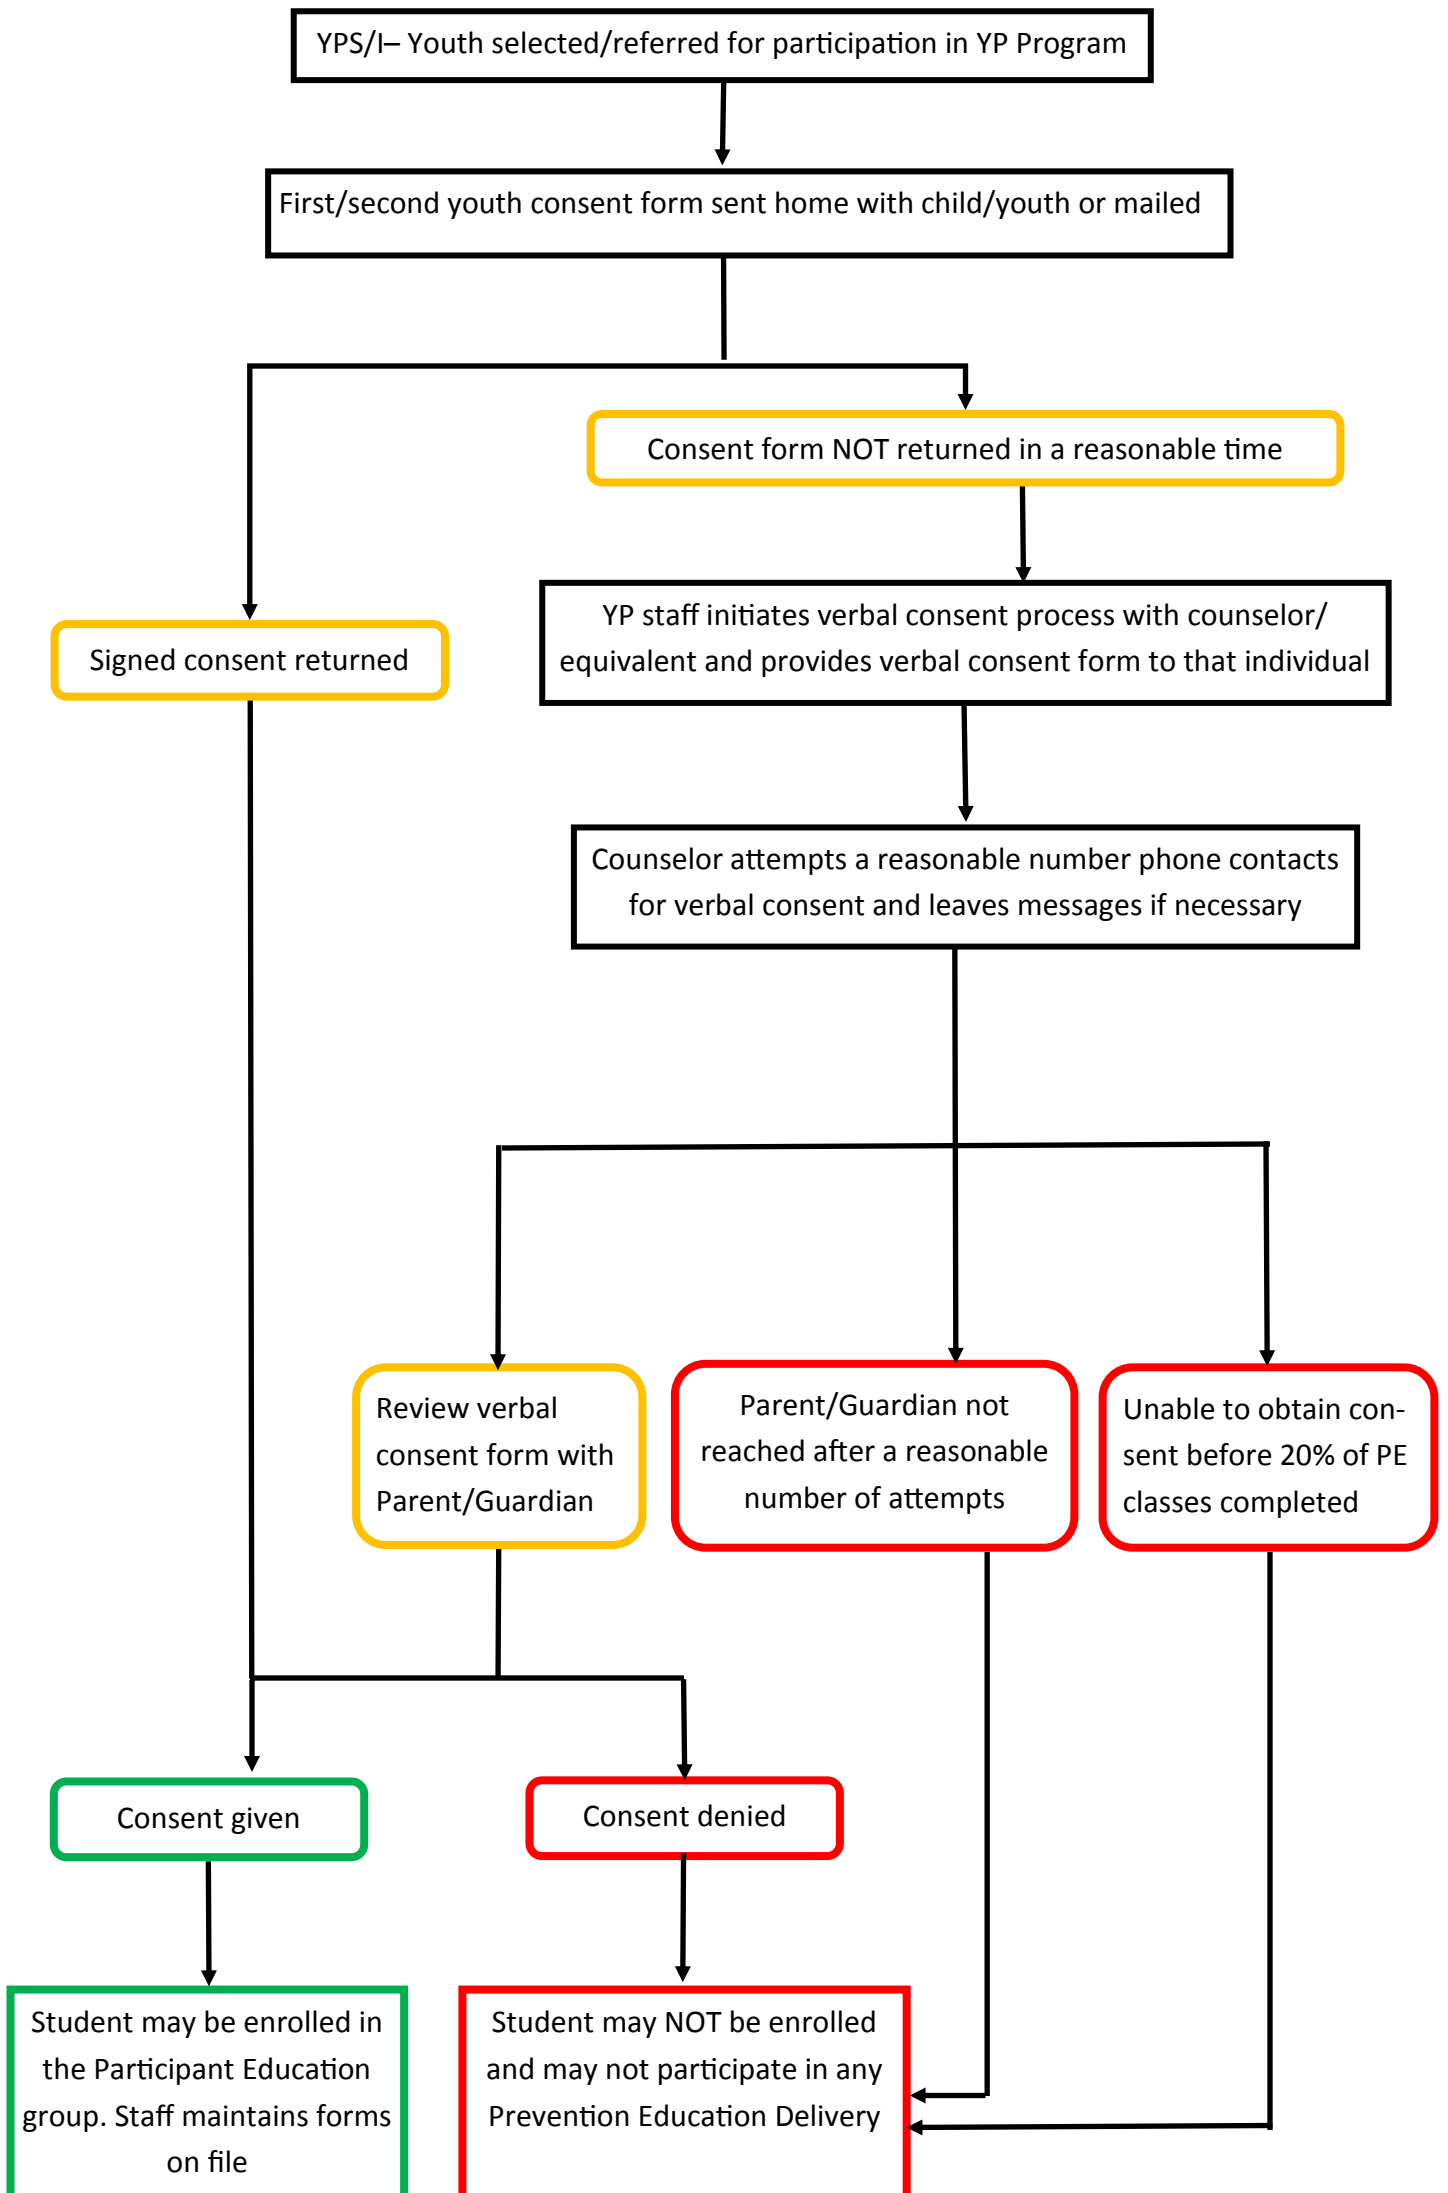 YPS/I– Youth selected/referred for participation in YP Program
First/second youth consent form sent home with child/youth or mailed
Consent form NOT returned in a reasonable time
YP staff initiates verbal consent process with counselor/
equivalent and provides verbal consent form to that individual
Signed consent returned
Counselor attempts a reasonable number phone contacts
for verbal consent and leaves messages if necessary
Review verbal
consent form with
Parent/Guardian
Parent/Guardian not
reached after a reasonable
number of attempts
Unable to obtain con-
sent before 20% of PE
classes completed
Consent given
Consent denied
Student may be enrolled in
the Participant Education
group. Staff maintains forms
on file
Student may NOT be enrolled
and may not participate in any
Prevention Education Delivery